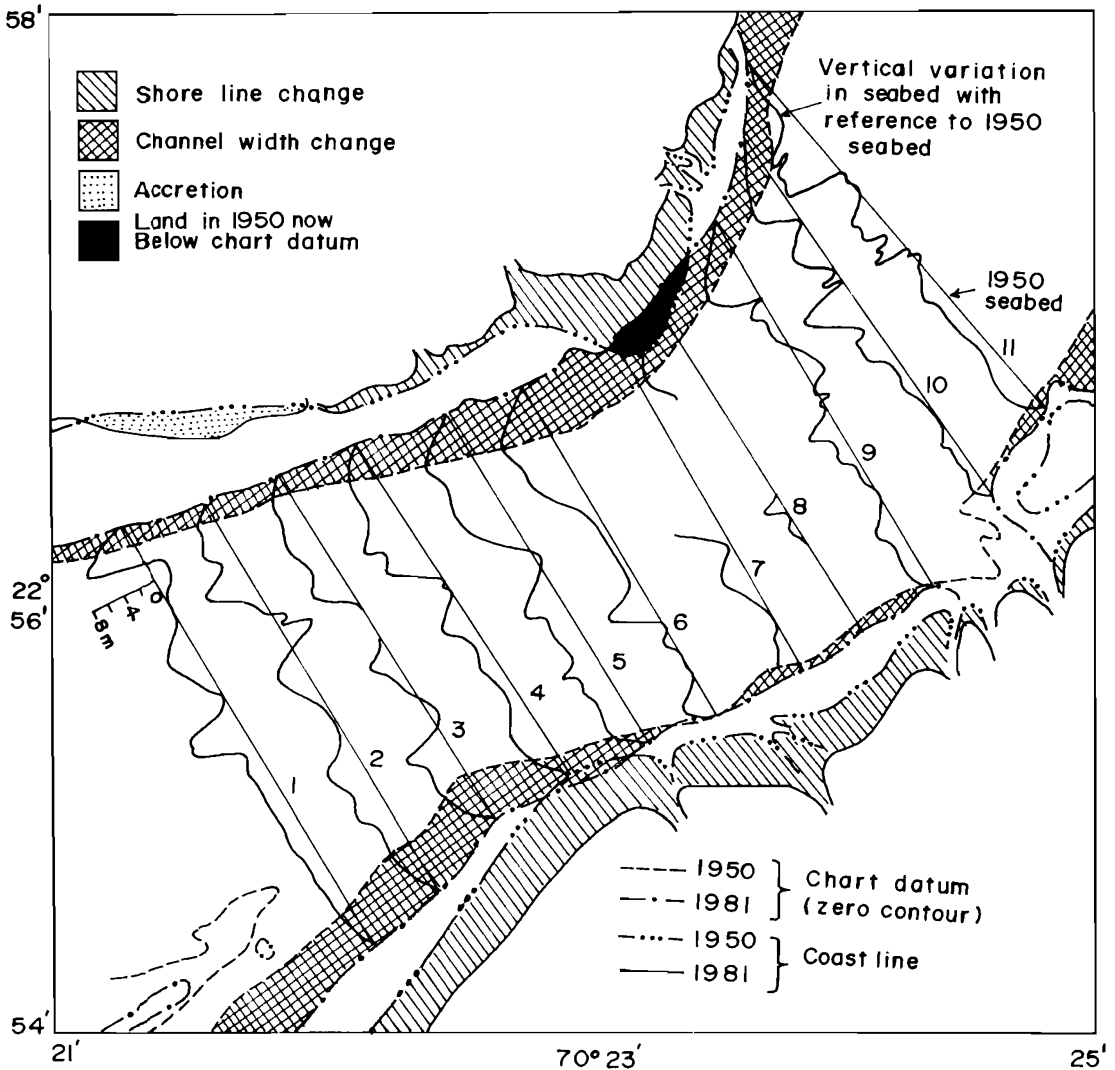 58'
Shore line change
Channel width change
Accretion
Land in 1950 now
Below chart datum
Vertical variation
in seabed with
reference to 1950
seabed
1950
seabed
11
10
9
8
7
6
5
4
3
2
1
22°
56'
0
4
8m
1950
1981
Chart datum
(zero contour)
1950
1981
Coast line
54'
21'
70° 23'
25'